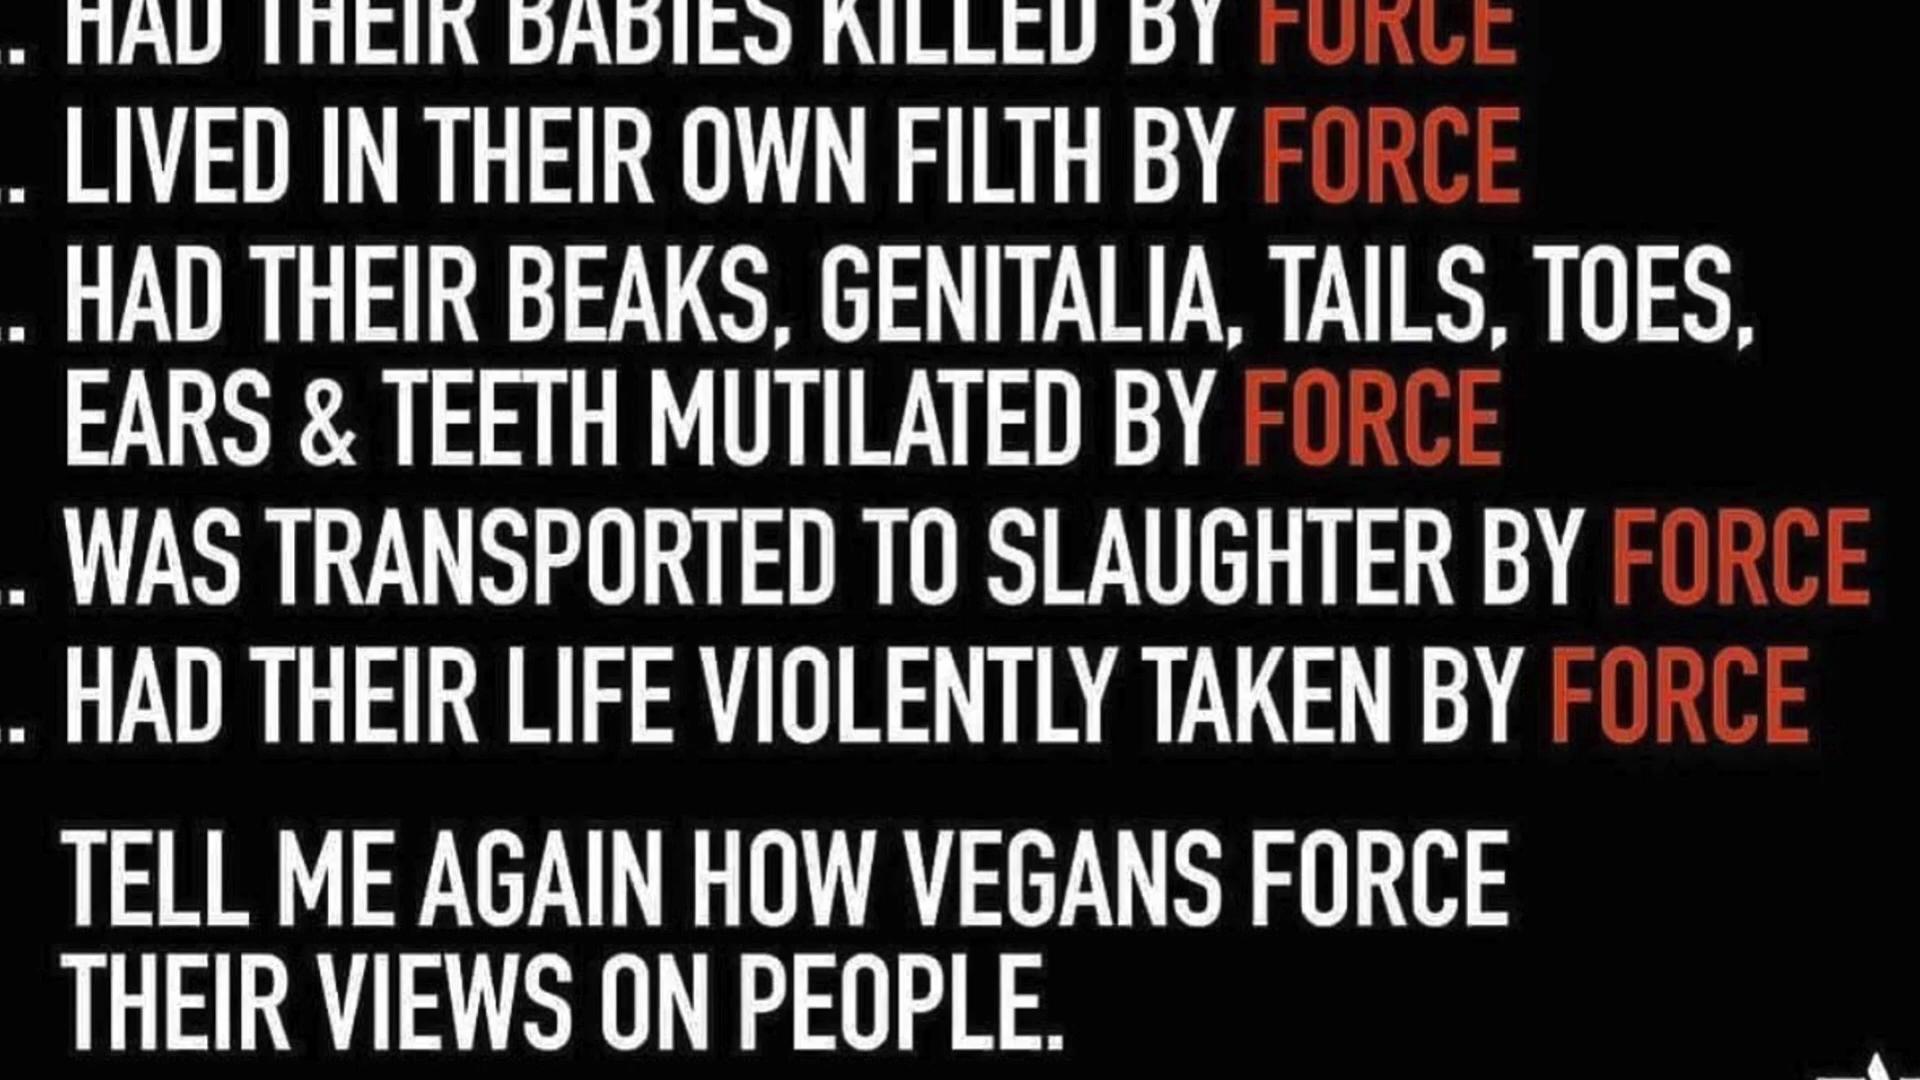 .. HAD THEIR BABIES KILLED BY FORCE
.. LIVED IN THEIR OWN FILTH BY FORCE
.. HAD THEIR BEAKS, GENITALIA, TAILS, TOES,
EARS & TEETH MUTILATED BY FORCE
.. WAS TRANSPORTED TO SLAUGHTER BY FORCE
.. HAD THEIR LIFE VIOLENTLY TAKEN BY FORCE
TELL ME AGAIN HOW VEGANS FORCE
THEIR VIEWS ON PEOPLE.